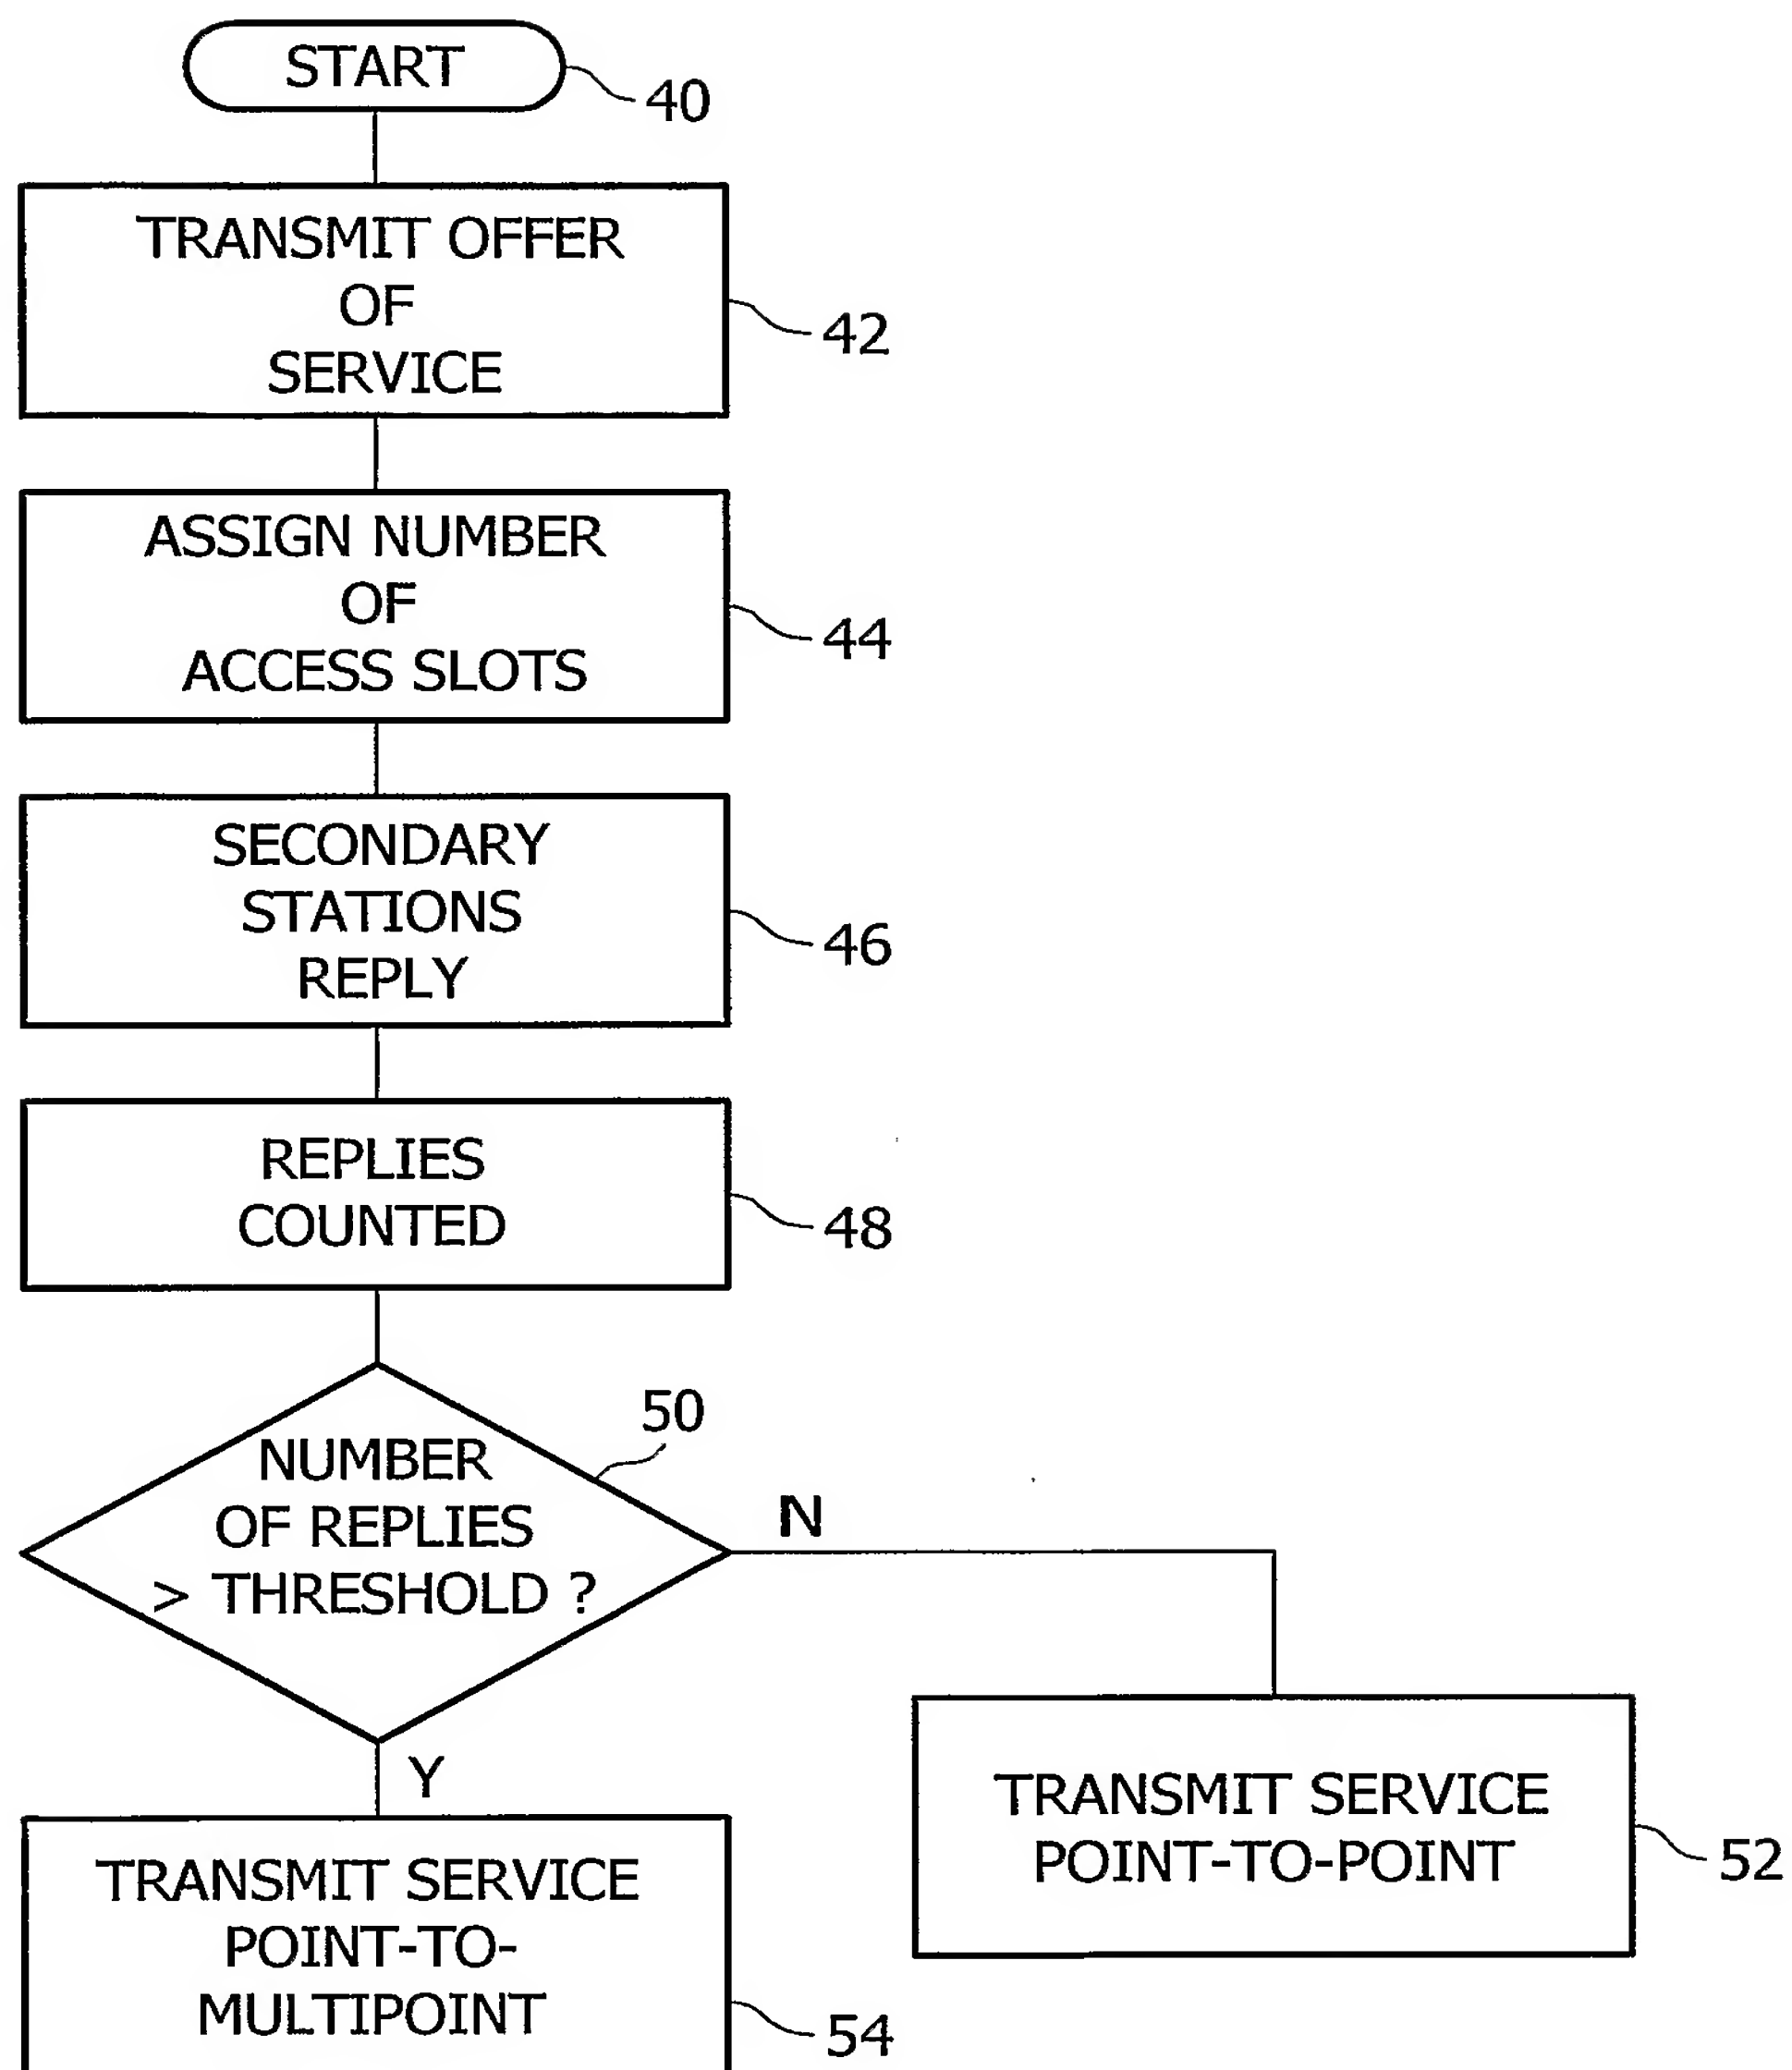 START
40
TRANSMIT OFFER
OF
SERVICE
42
ASSIGN NUMBER
OF
ACCESS SLOTS
44
SECONDARY
STATIONS
REPLY
46
REPLIES
COUNTED
48
50
NUMBER
OF REPLIES
> THRESHOLD ?
N
Y
TRANSMIT SERVICE
POINT-TO-POINT
52
TRANSMIT SERVICE
POINT-TO-
MULTIPOINT
54